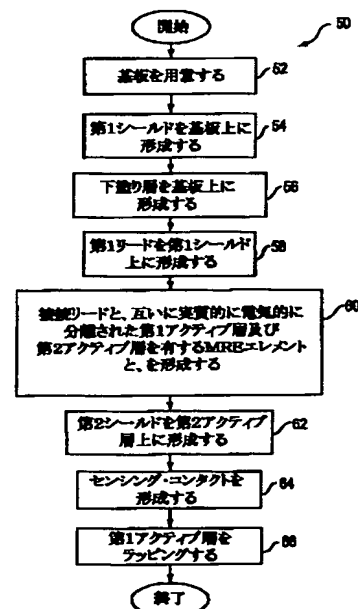 開始
50
基板を用意する
52
第1シールドを基板上に
形成する
54
下塗り層を基板上に
形成する
56
第1リードを第1シールド
上に形成する
58
接続リードと、互いに実質的に電気的に
分離された第1アクティブ層及び
第2アクティブ層を有するMREエレメント
と、を形成する
60
第2シールドを第2アクティブ
層上に形成する
62
センシング・コンタクトを
形成する
64
第1アクティブ層を
ラッピングする
66
終了